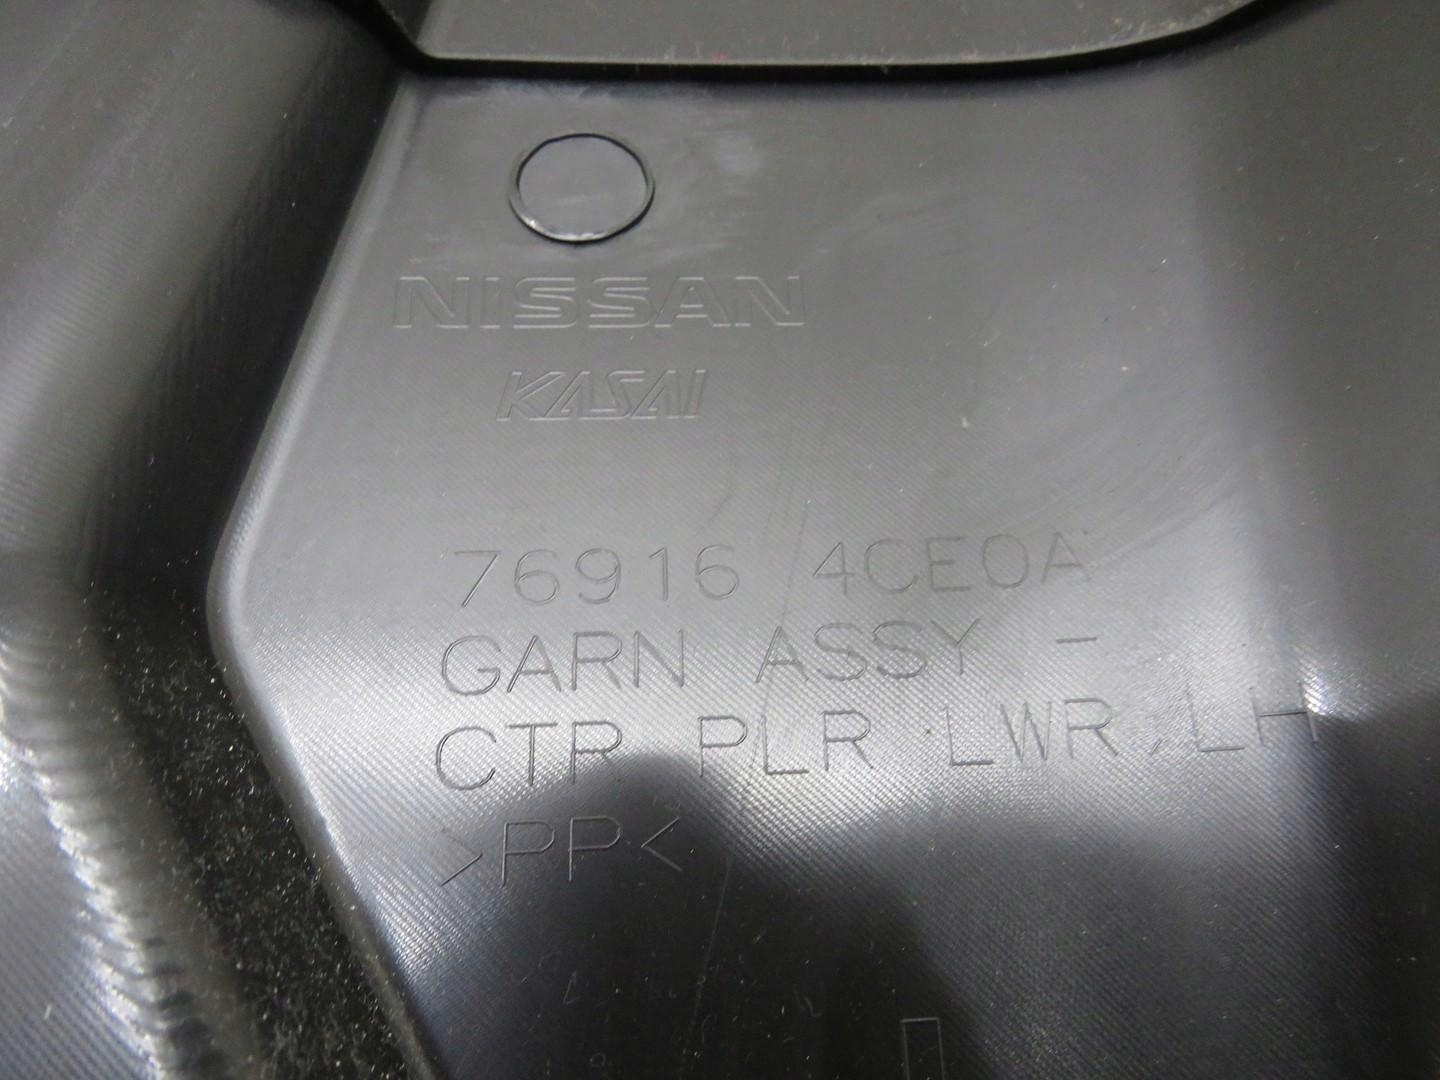 NISSAN
KASAI
76916 4CE0A
GARN ASSY -
CTR PLR LWR, LH
>PP<